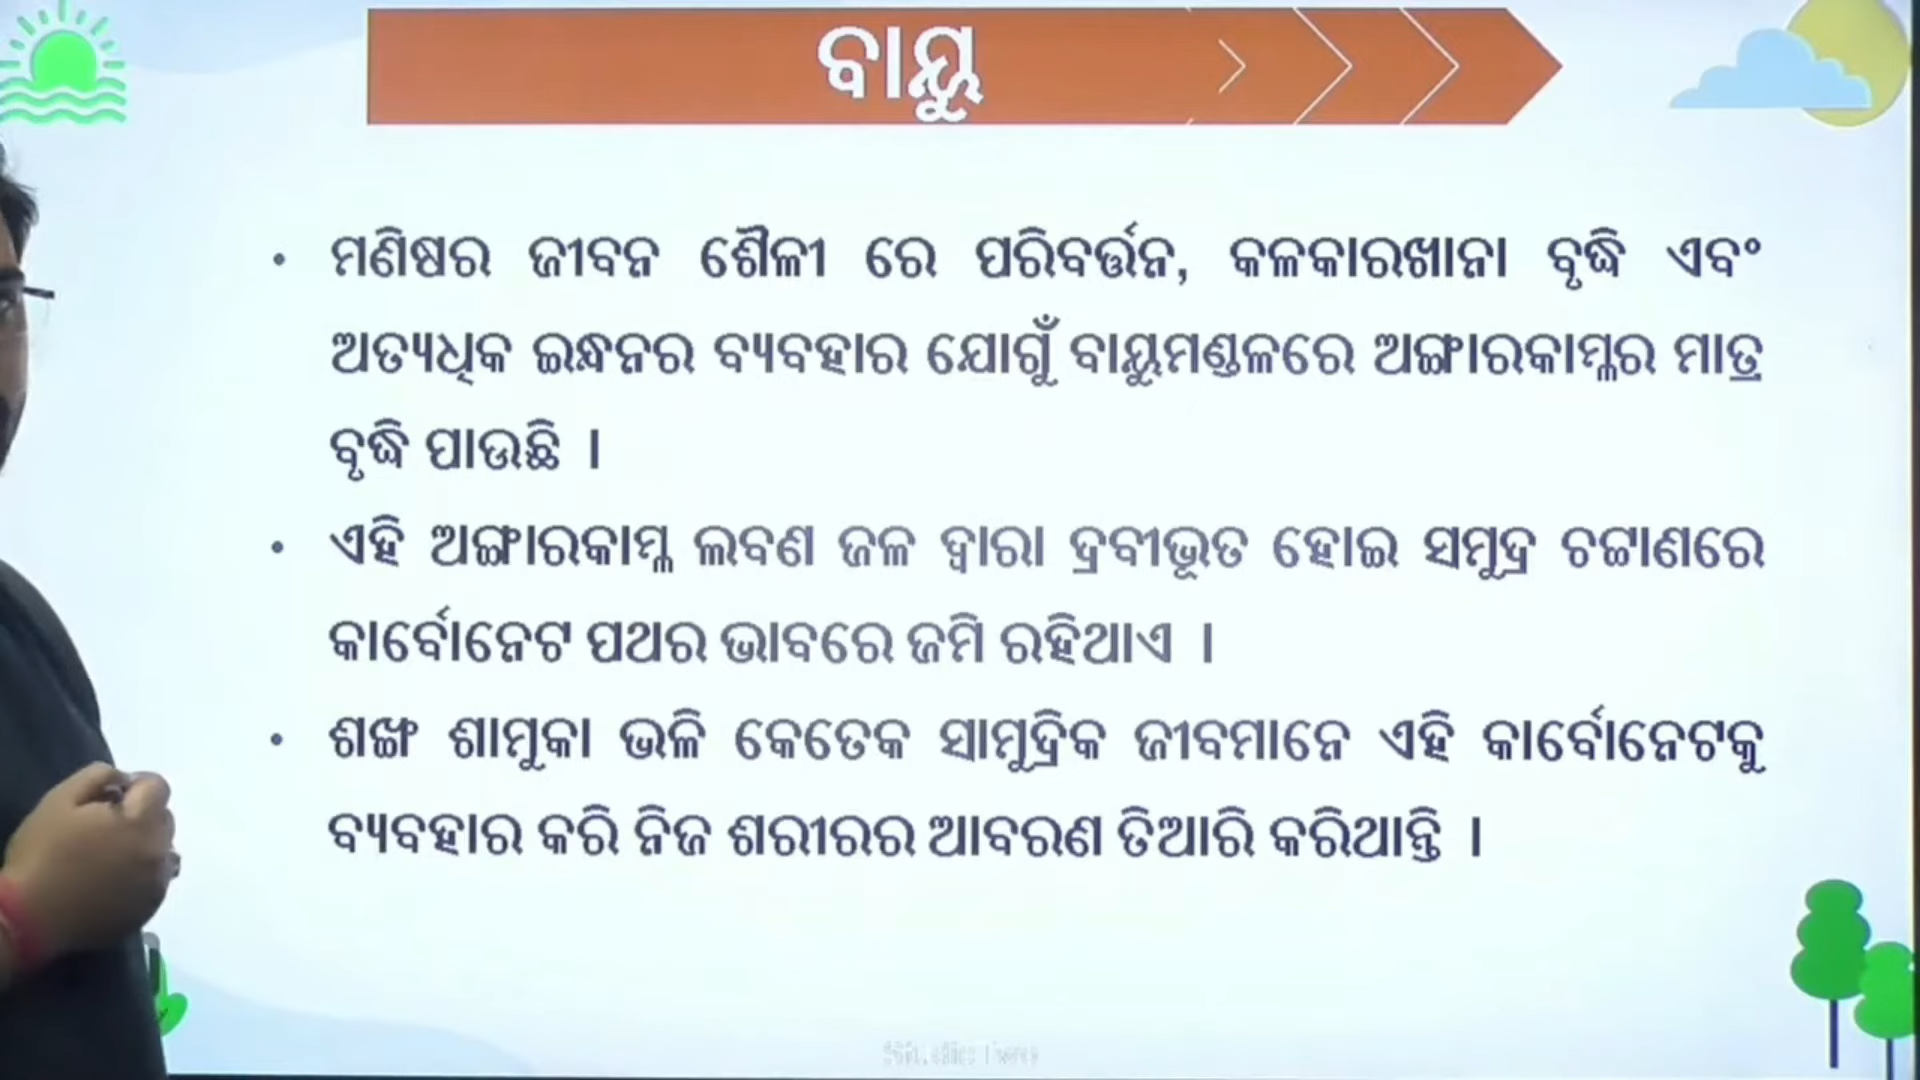 ବାୟୁ
• ମଣିଷର ଜୀବନ ଶୈଳୀ ରେ ପରିବର୍ତ୍ତନ, କଳକାରଖାନା ବୃଦ୍ଧି ଏବଂ
ଅତ୍ୟଧିକ ଇନ୍ଧନର ବ୍ୟବହାର ଯୋଗୁଁ ବାୟୁମଣ୍ଡଳରେ ଅଙ୍ଗାରକାମ୍ଳର ମାତ୍ର
ବୃଦ୍ଧି ପାଉଛି ।
• ଏହି ଅଙ୍ଗାରକାମ୍ଳ ଲବଣ ଜଳ ଦ୍ୱାରା ଦ୍ରବୀଭୂତ ହୋଇ ସମୁଦ୍ର ଚଟ୍ଟାଣରେ
କାର୍ବୋନେଟ ପଥର ଭାବରେ ଜମି ରହିଥାଏ ।
• ଶଙ୍ଖ ଶାମୁକା ଭଳି କେତେକ ସାମୁଦ୍ରିକ ଜୀବମାନେ ଏହି କାର୍ବୋନେଟକୁ
ବ୍ୟବହାର କରି ନିଜ ଶରୀରର ଆବରଣ ତିଆରି କରିଥାନ୍ତି ।